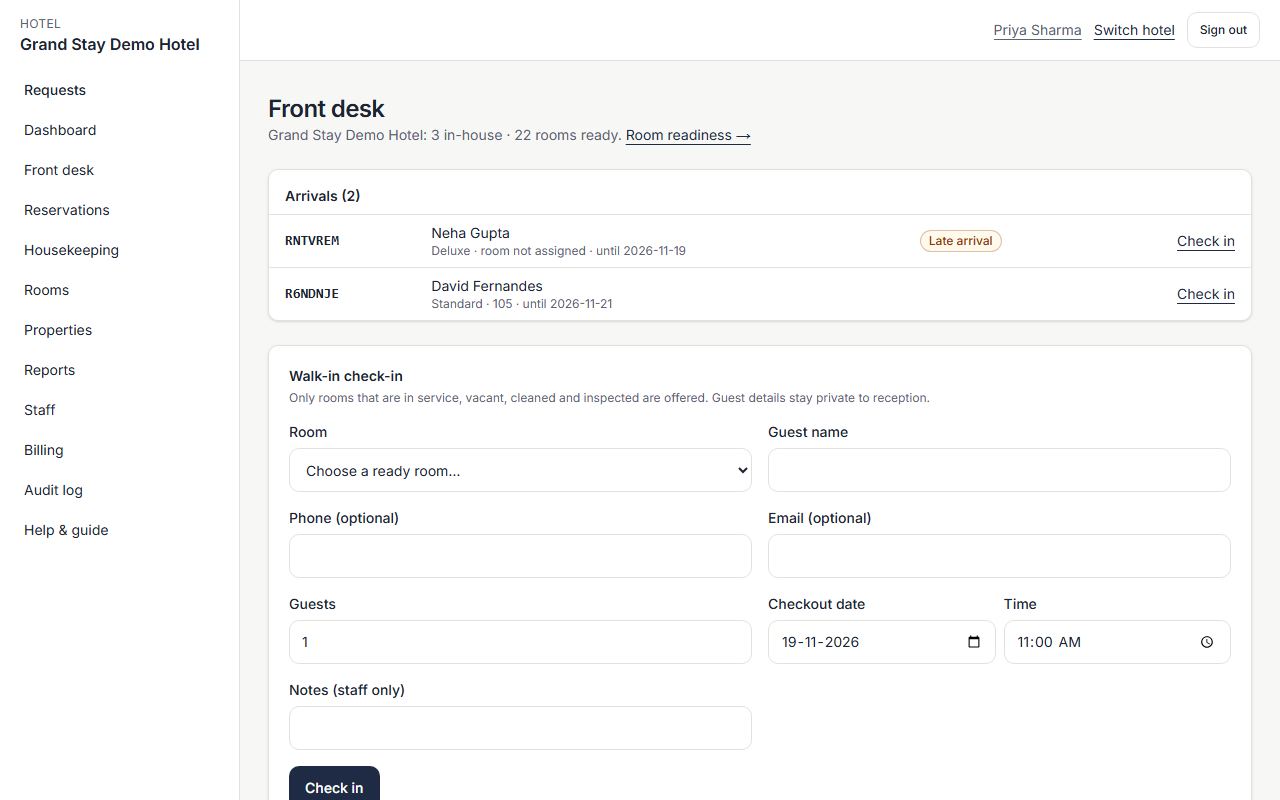 HOTEL
Grand Stay Demo Hotel
Priya Sharma Switch hotel Sign out
Requests
Dashboard
Front desk
Reservations
Housekeeping
Rooms
Properties
Reports
Staff
Billing
Audit log
Help & guide
Front desk
Grand Stay Demo Hotel: 3 in-house · 22 rooms ready. Room readiness →
Arrivals (2)
RNTVREM Neha Gupta Late arrival Check in
Deluxe · room not assigned · until 2026-11-19
R6NDNJE David Fernandes Check in
Standard · 105 · until 2026-11-21
Walk-in check-in
Only rooms that are in service, vacant, cleaned and inspected are offered. Guest details stay private to reception.
Room Guest name
Choose a ready room...
Phone (optional) Email (optional)
Guests Checkout date Time
1 19-11-2026 11:00 AM
Notes (staff only)
Check in